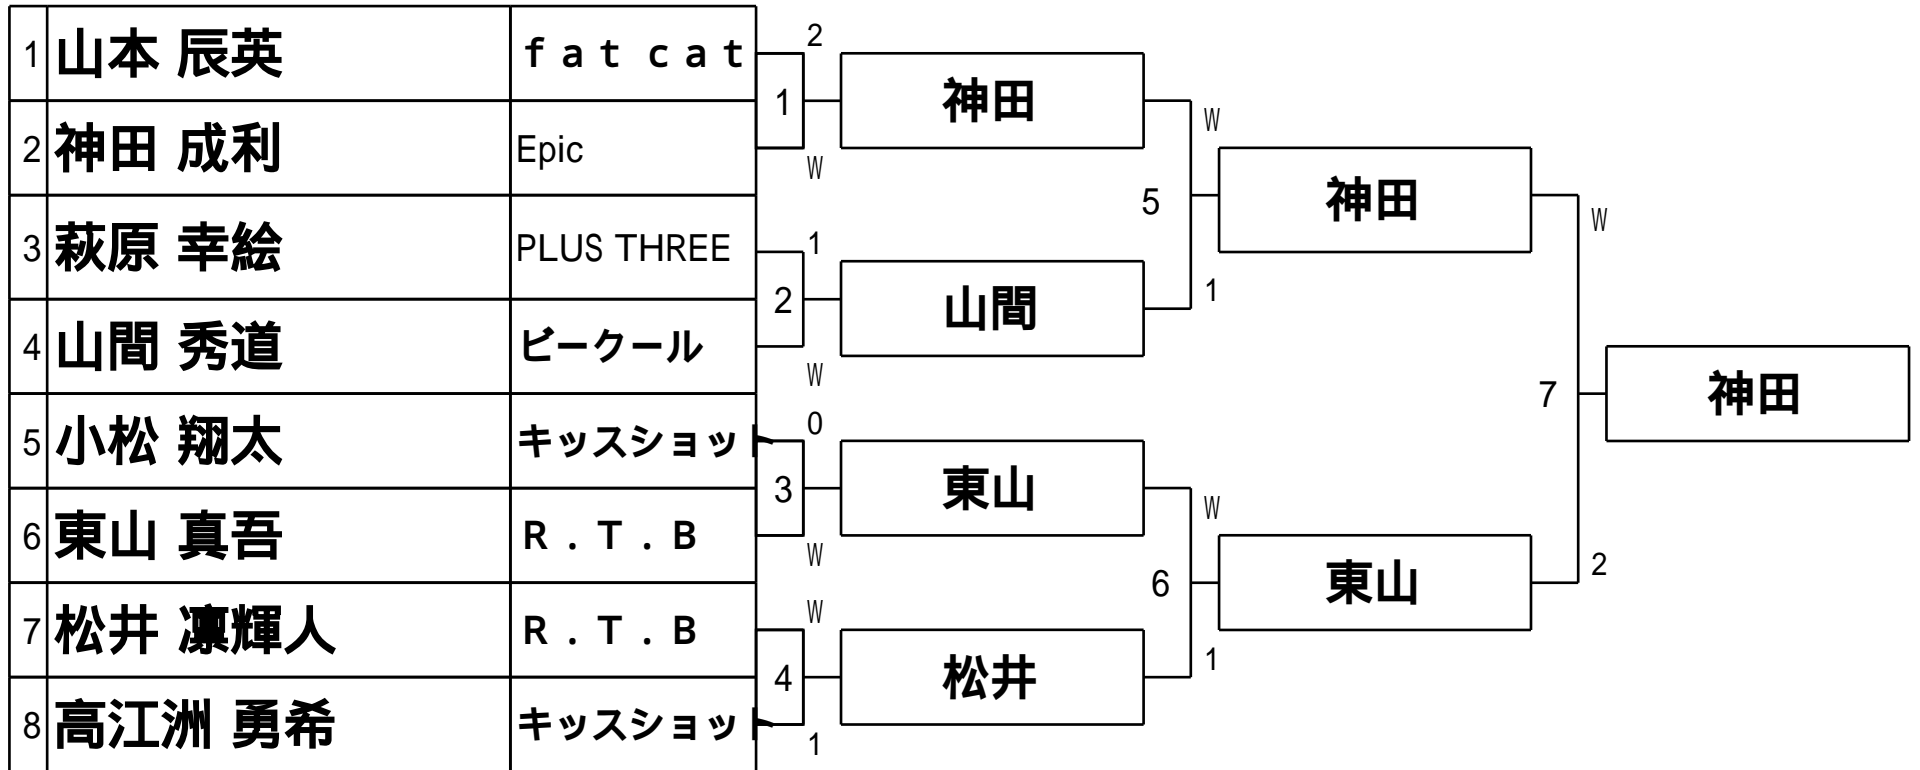 1 山本 辰英 ｆａｔ ｃａｔ
2 神田 成利 Epic
3 萩原 幸絵 PLUS THREE
4 山間 秀道 ビークール
5 小松 翔太 キッスショット
6 東山 真吾 Ｒ．Ｔ．Ｂ
7 松井 凛輝人 Ｒ．Ｔ．Ｂ
8 高江洲 勇希 キッスショット
2
1
W
1
2
W
0
3
W
W
4
1
神田
山間
東山
松井
W
5
1
W
6
1
神田
東山
W
7
2
神田